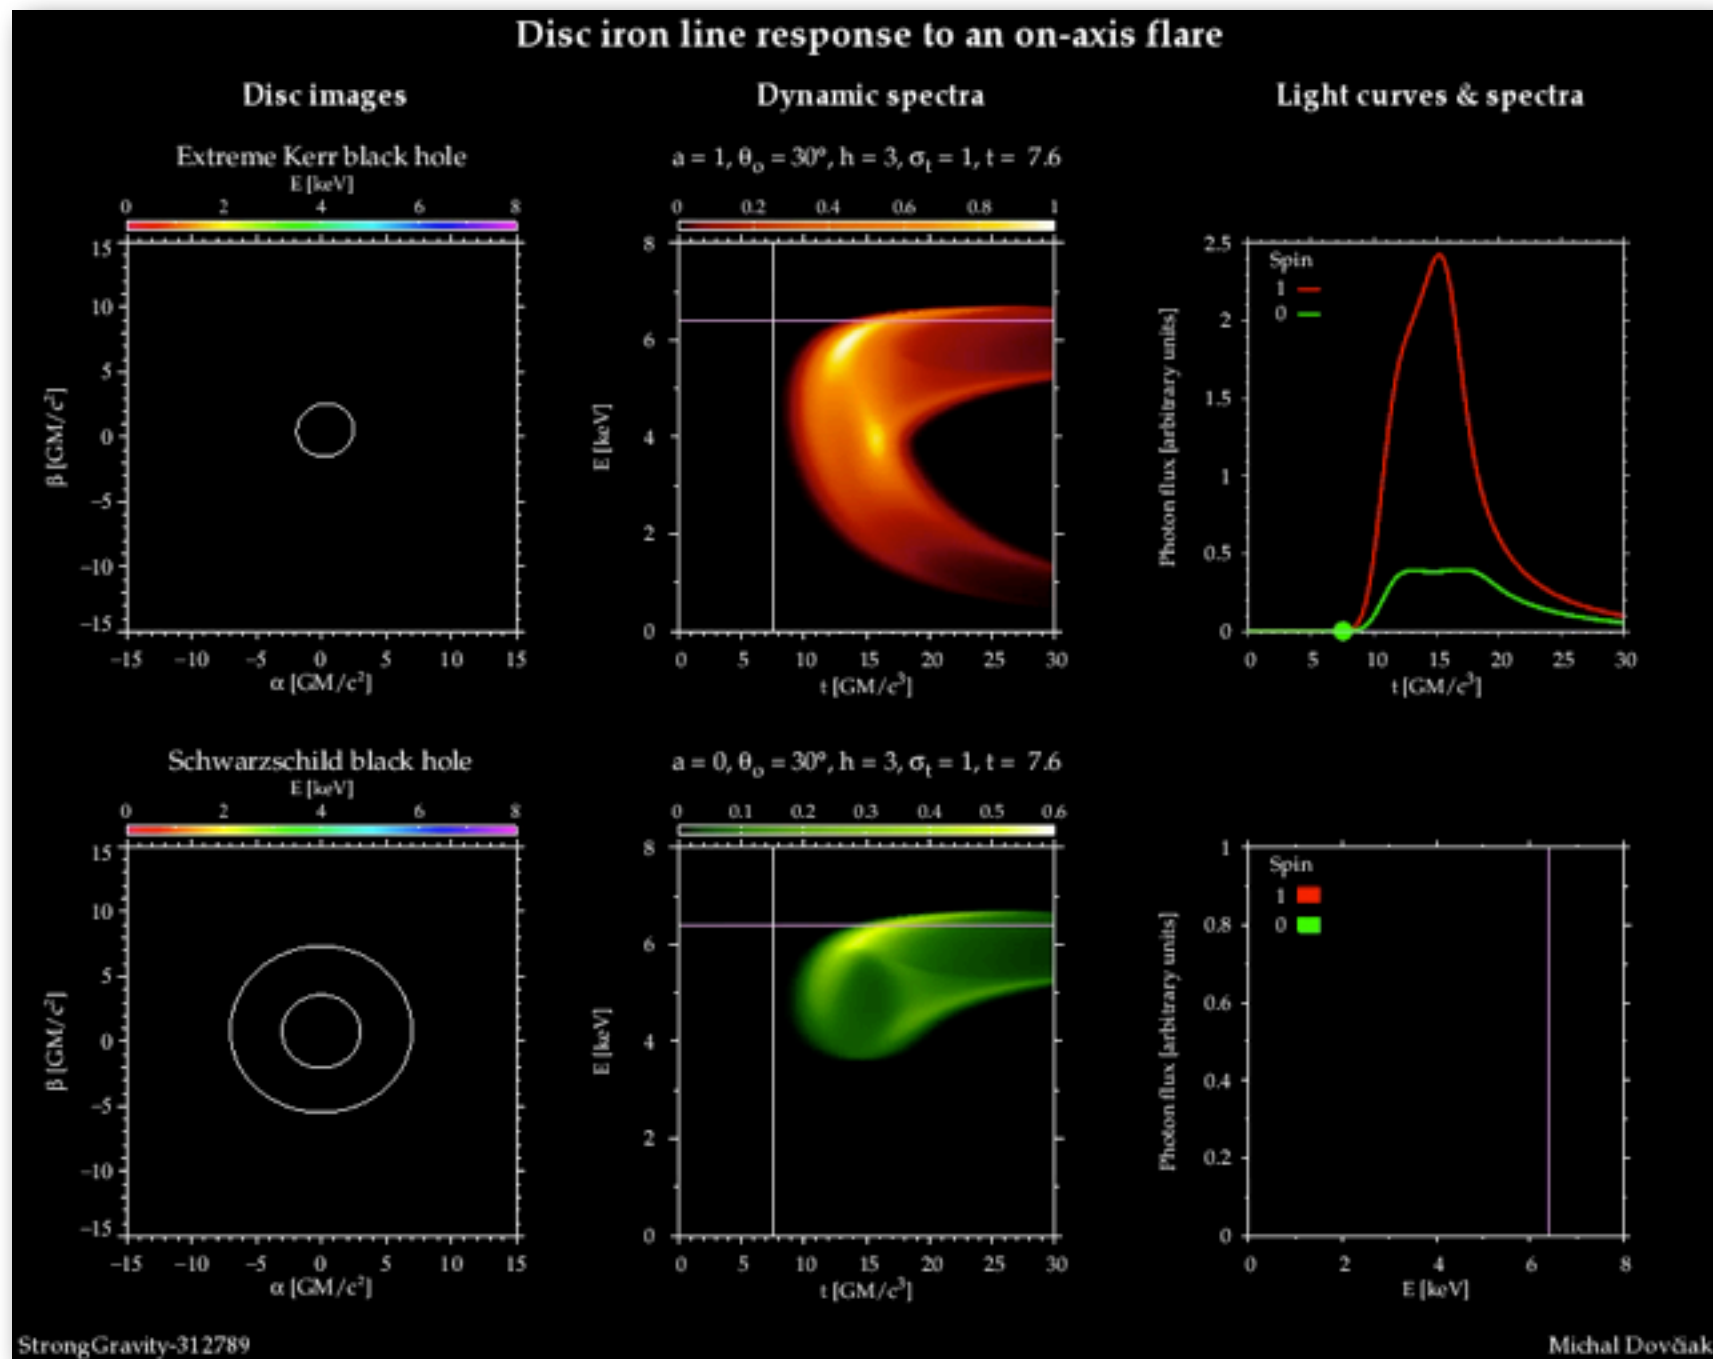 Disc iron line response to an on-axis flare
Disc images
Dynamic spectra
Light curves & spectra
Extreme Kerr black hole
E [keV]
0 2 4 6 8
15
10
5
0
−5
−10
−15
β [GM/c²]
−15 −10 −5 0 5 10 15
α [GM/c²]
a = 1, θₒ = 30°, h = 3, σₜ = 1, t = 7.6
0 0.2 0.4 0.6 0.8 1
8
6
4
2
0
E [keV]
0 5 10 15 20 25 30
t [GM/c³]
2.5
2
1.5
1
0.5
0
Photon flux [arbitrary units]
Spin
1
0
0 5 10 15 20 25 30
t [GM/c³]
Schwarzschild black hole
E [keV]
0 2 4 6 8
15
10
5
0
−5
−10
−15
β [GM/c²]
−15 −10 −5 0 5 10 15
α [GM/c²]
a = 0, θₒ = 30°, h = 3, σₜ = 1, t = 7.6
0 0.1 0.2 0.3 0.4 0.5 0.6
8
6
4
2
0
E [keV]
0 5 10 15 20 25 30
t [GM/c³]
1
0.8
0.6
0.4
0.2
0
Photon flux [arbitrary units]
Spin
1
0
0 2 4 6 8
E [keV]
StrongGravity-312789
Michal Dovčiak